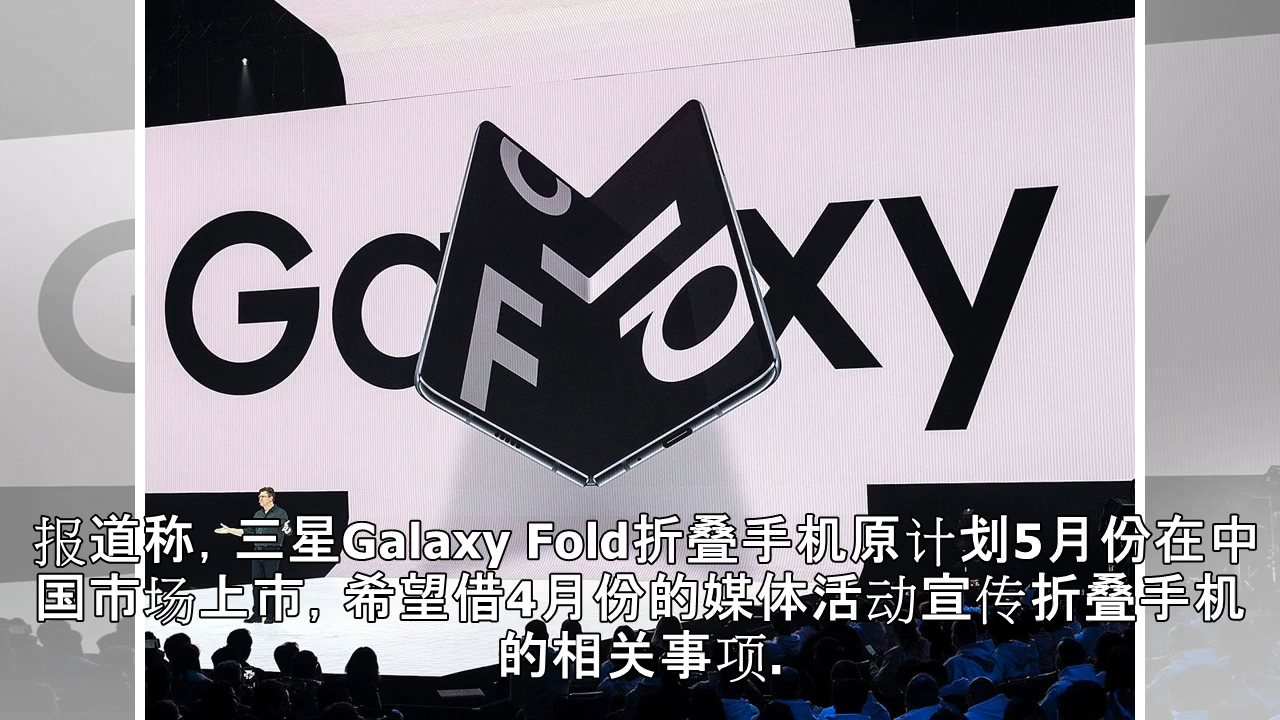 Galaxy
Fold
报道称, 三星Galaxy Fold折叠手机原计划5月份在中
国市场上市, 希望借4月份的媒体活动宣传折叠手机
的相关事项.